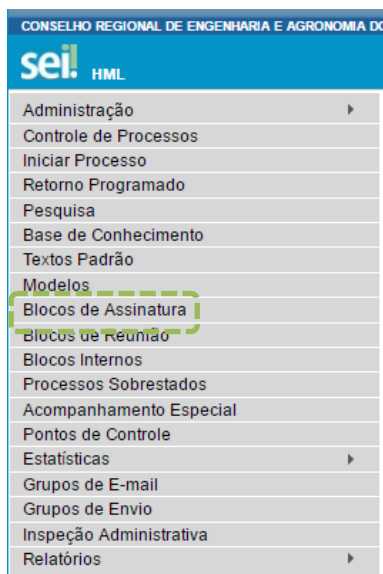 CONSELHO REGIONAL DE ENGENHARIA E AGRONOMIA DO
sei! HML
Administração
Controle de Processos
Iniciar Processo
Retorno Programado
Pesquisa
Base de Conhecimento
Textos Padrão
Modelos
Blocos de Assinatura
Blocos de Reunião
Blocos Internos
Processos Sobrestados
Acompanhamento Especial
Pontos de Controle
Estatísticas
Grupos de E-mail
Grupos de Envio
Inspeção Administrativa
Relatórios